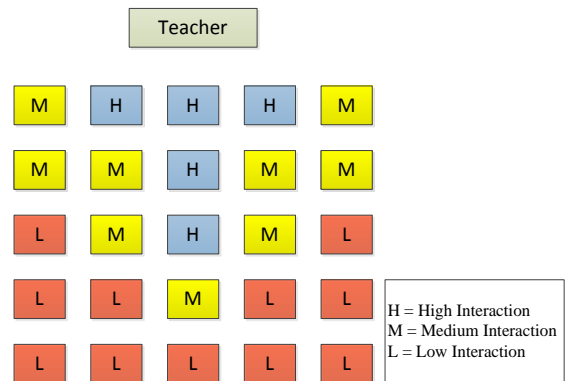 Teacher
M H H H M
M M H M M
L M H M L
L L M L L
L L L L L
H = High Interaction
M = Medium Interaction
L = Low Interaction